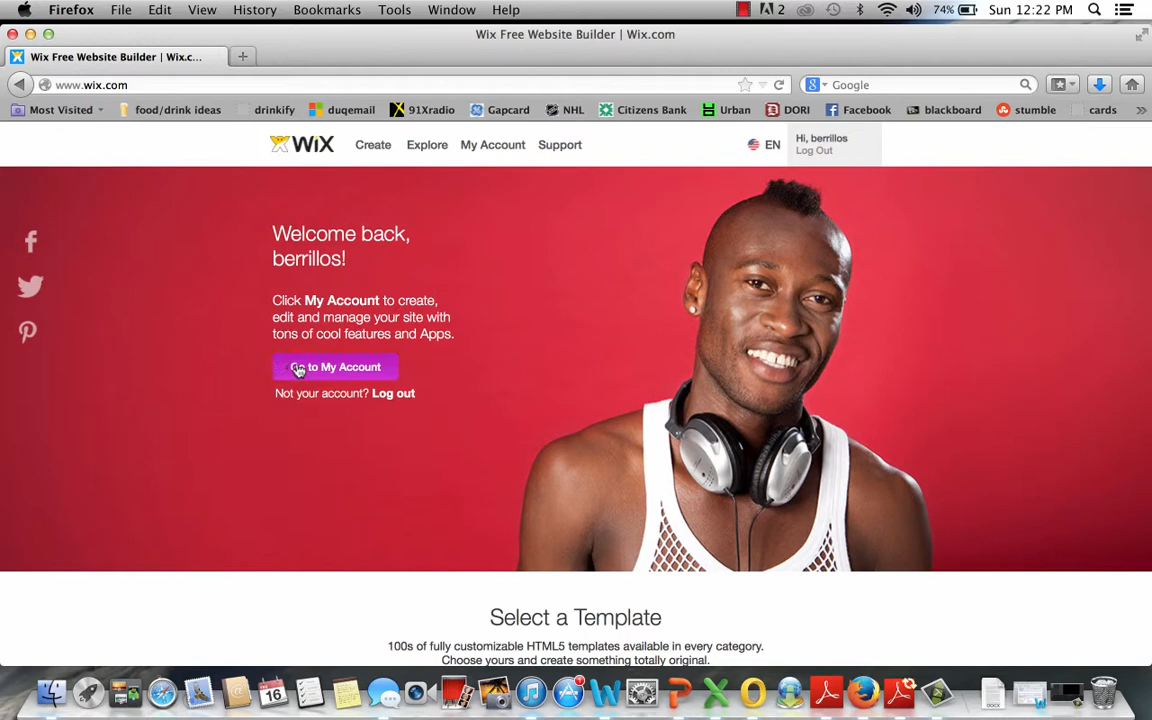 Firefox File Edit View History Bookmarks Tools Window Help 2 74% Sun 12:22 PM
Wix Free Website Builder | Wix.com
Wix Free Website Builder | Wix.c...
www.wix.com Google
Most Visited food/drink ideas drinkify duqemail 91Xradio Gapcard NHL Citizens Bank Urban DORI Facebook blackboard stumble cards »
WiX Create Explore My Account Support EN Hi, berrillos
Log Out
Welcome back,
berrillos!
Click My Account to create,
edit and manage your site with
tons of cool features and Apps.
Go to My Account
Not your account? Log out
Select a Template
100s of fully customizable HTML5 templates available in every category.
Choose yours and create something totally original.